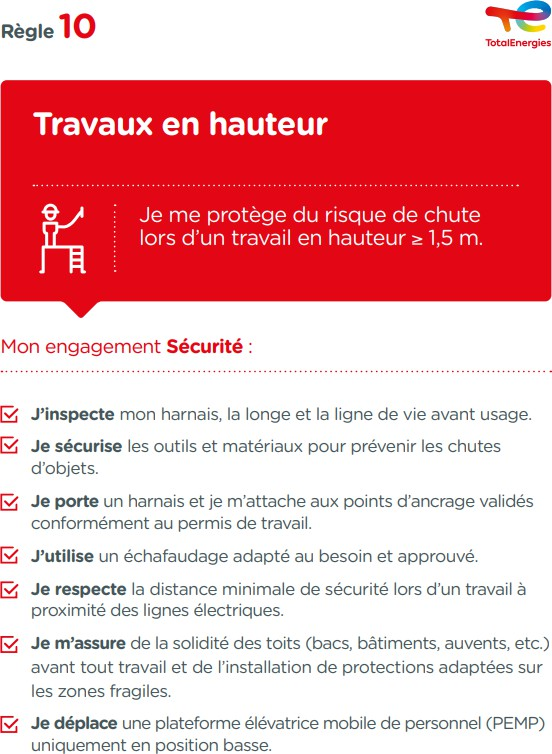 Règle 10
TotalEnergies
Travaux en hauteur
Je me protège du risque de chute
lors d’un travail en hauteur ≥ 1,5 m.
Mon engagement Sécurité :
J’inspecte mon harnais, la longe et la ligne de vie avant usage.
Je sécurise les outils et matériaux pour prévenir les chutes
d’objets.
Je porte un harnais et je m’attache aux points d’ancrage validés
conformément au permis de travail.
J’utilise un échafaudage adapté au besoin et approuvé.
Je respecte la distance minimale de sécurité lors d’un travail à
proximité des lignes électriques.
Je m’assure de la solidité des toits (bacs, bâtiments, auvents, etc.)
avant tout travail et de l’installation de protections adaptées sur
les zones fragiles.
Je déplace une plateforme élévatrice mobile de personnel (PEMP)
uniquement en position basse.